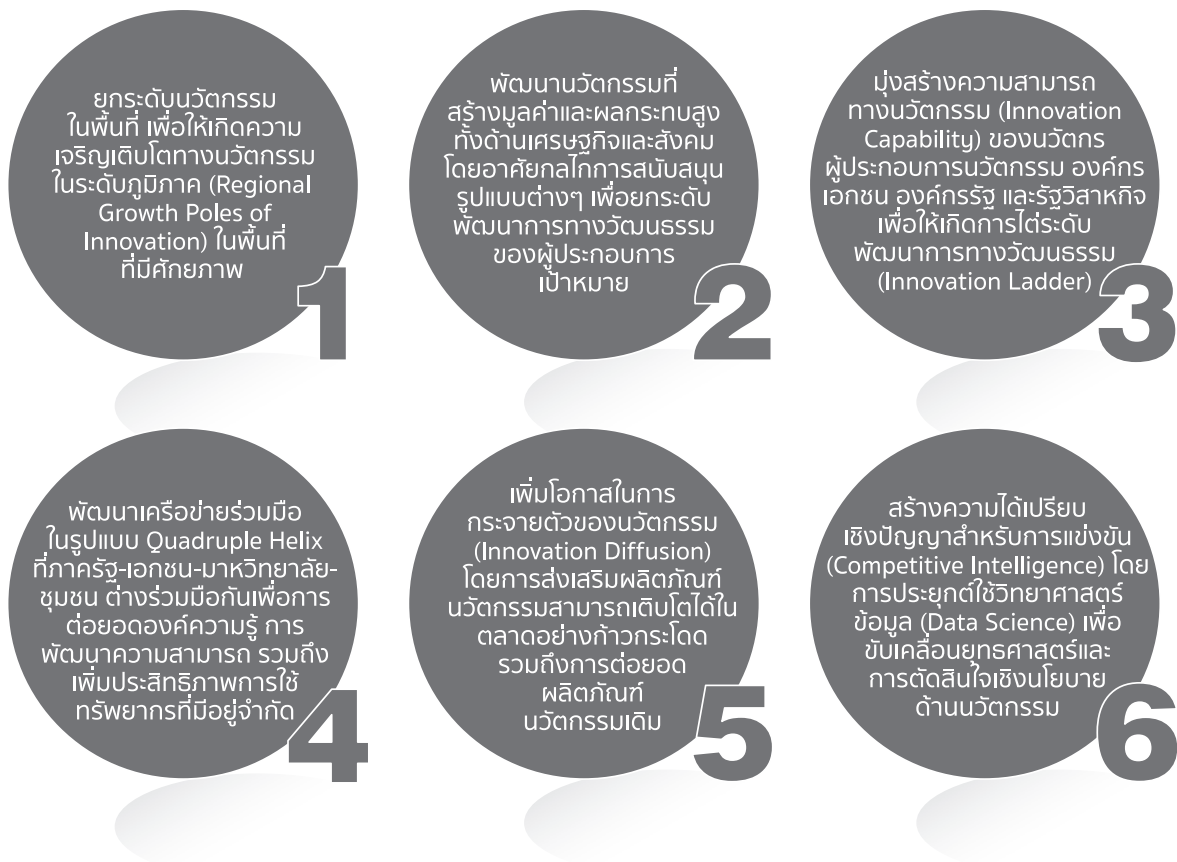 ยกระดับนวัตกรรม
ในพื้นที่ เพื่อให้เกิดความ
เจริญเติบโตทางนวัตกรรม
ในระดับภูมิภาค (Regional
Growth Poles of
Innovation) ในพื้นที่
ที่มีศักยภาพ
1
พัฒนานวัตกรรมที่
สร้างมูลค่าและผลกระทบสูง
ทั้งด้านเศรษฐกิจและสังคม
โดยอาศัยกลไกการสนับสนุน
รูปแบบต่างๆ เพื่อยกระดับ
พัฒนาการทางวัฒนธรรม
ของผู้ประกอบการ
เป้าหมาย
2
มุ่งสร้างความสามารถ
ทางนวัตกรรม (Innovation
Capability) ของนวัตกร
ผู้ประกอบการนวัตกรรม องค์กร
เอกชน องค์กรรัฐ และรัฐวิสาหกิจ
เพื่อให้เกิดการไต่ระดับ
พัฒนาการทางวัฒนธรรม
(Innovation Ladder)
3
พัฒนาเครือข่ายร่วมมือ
ในรูปแบบ Quadruple Helix
ที่ภาครัฐ-เอกชน-มาหวิทยาลัย-
ชุมชน ต่างร่วมมือกันเพื่อการ
ต่อยอดองค์ความรู้ การ
พัฒนาความสามารถ รวมถึง
เพิ่มประสิทธิภาพการใช้
ทรัพยากรที่มีอยู่จำกัด
4
เพิ่มโอกาสในการ
กระจายตัวของนวัตกรรม
(Innovation Diffusion)
โดยการส่งเสริมผลิตภัณฑ์
นวัตกรรมสามารถเติบโตได้ใน
ตลาดอย่างก้าวกระโดด
รวมถึงการต่อยอด
ผลิตภัณฑ์
นวัตกรรมเดิม
5
สร้างความได้เปรียบ
เชิงปัญญาสำหรับการแข่งขัน
(Competitive Intelligence) โดย
การประยุกต์ใช้วิทยาศาสตร์
ข้อมูล (Data Science) เพื่อ
ขับเคลื่อนยุทธศาสตร์และ
การตัดสินใจเชิงนโยบาย
ด้านนวัตกรรม
6